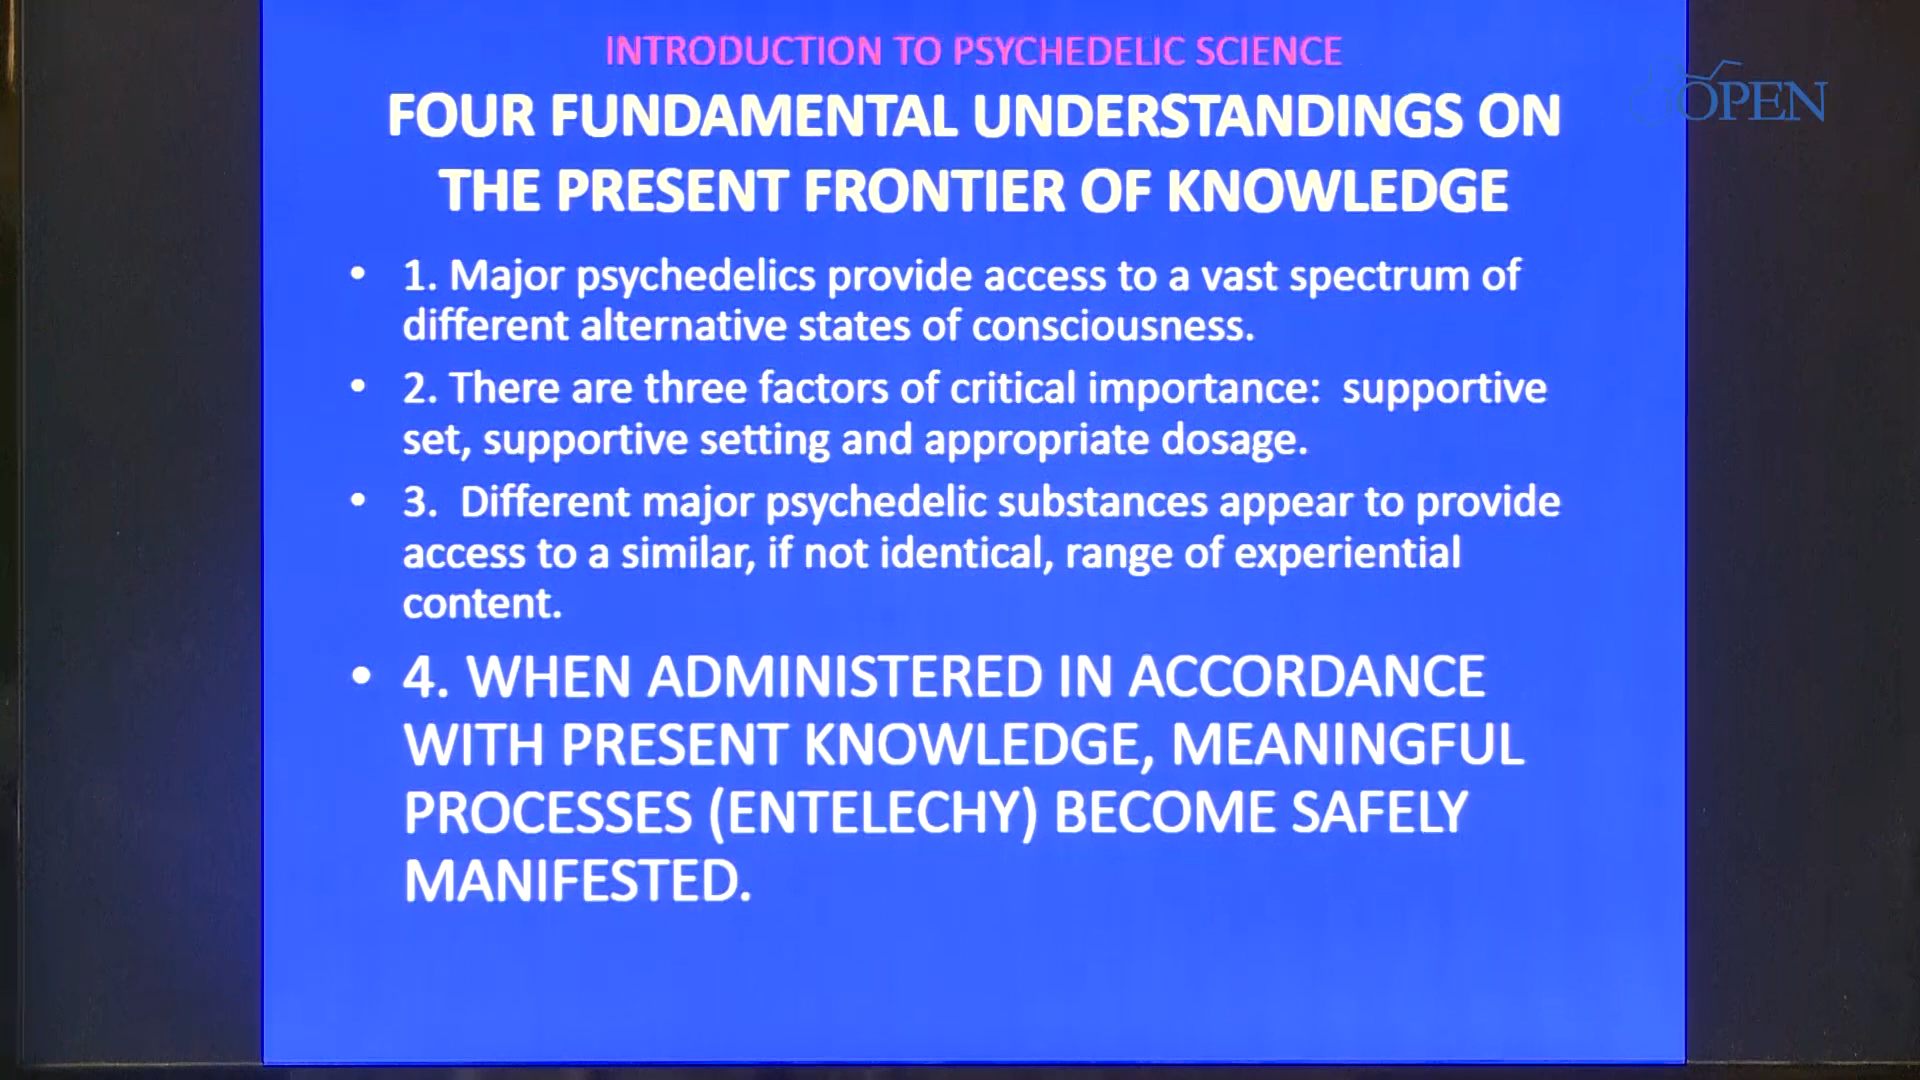 INTRODUCTION TO PSYCHEDELIC SCIENCE
OPEN
FOUR FUNDAMENTAL UNDERSTANDINGS ON
THE PRESENT FRONTIER OF KNOWLEDGE
• 1. Major psychedelics provide access to a vast spectrum of
different alternative states of consciousness.
• 2. There are three factors of critical importance:  supportive
set, supportive setting and appropriate dosage.
• 3.  Different major psychedelic substances appear to provide
access to a similar, if not identical, range of experiential
content.
• 4. WHEN ADMINISTERED IN ACCORDANCE
WITH PRESENT KNOWLEDGE, MEANINGFUL
PROCESSES (ENTELECHY) BECOME SAFELY
MANIFESTED.